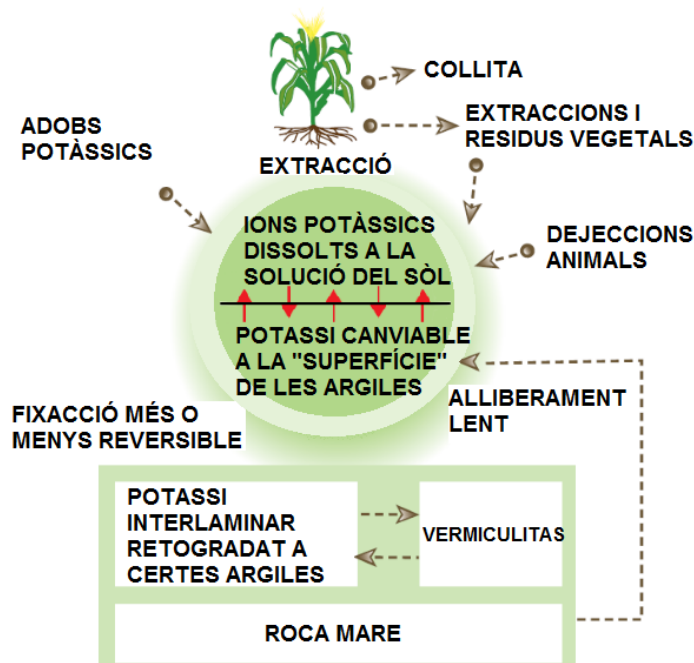 COLLITA
EXTRACCIONS I
RESIDUS VEGETALS
ADOBS
POTÀSSICS
EXTRACCIÓ
IONS POTÀSSICS
DISSOLTS A LA
SOLUCIÓ DEL SÒL
DEJECCIONS
ANIMALS
POTASSI CANVIABLE
A LA "SUPERFÍCIE"
DE LES ARGILES
ALLIBERAMENT
LENT
FIXACCIÓ MÉS O
MENYS REVERSIBLE
POTASSI
INTERLAMINAR
RETOGRADAT A
CERTES ARGILES
VERMICULITAS
ROCA MARE